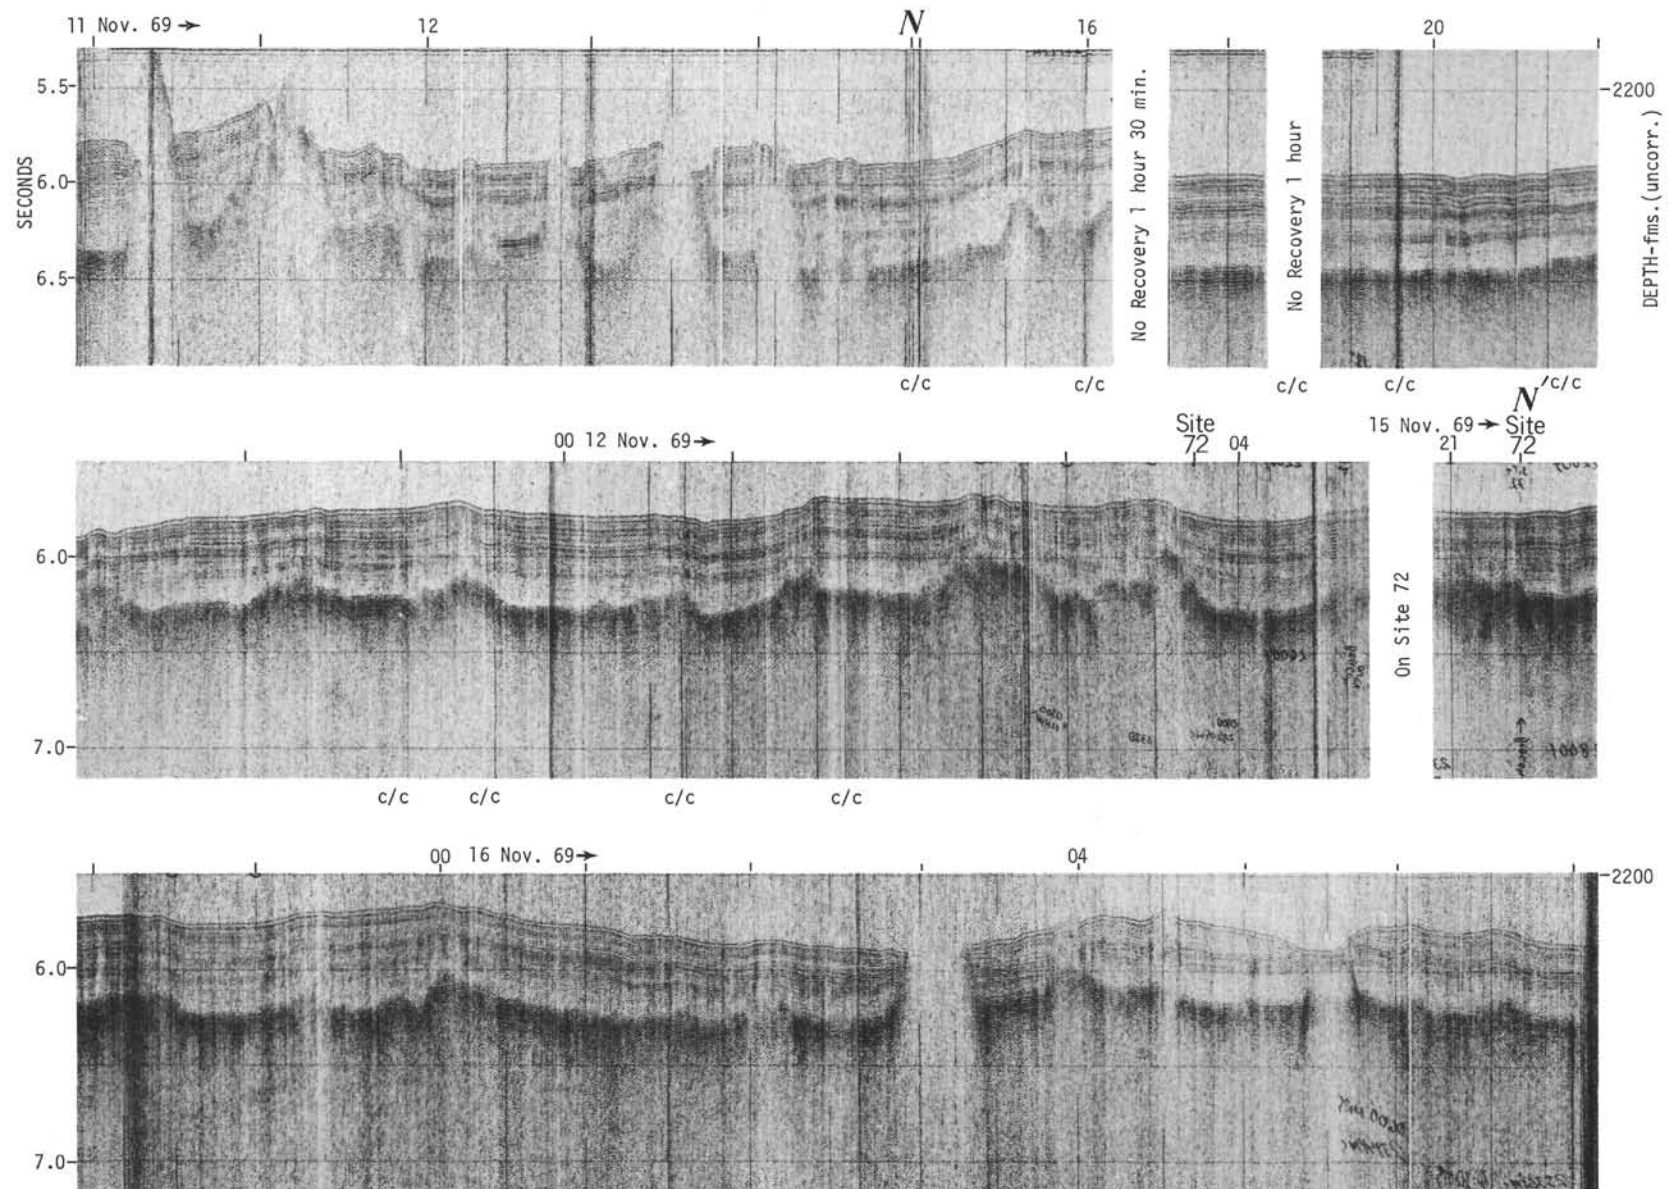 11 Nov. 69 → 12 N 16 20
5.5
6.0
6.5
SECONDS
2200
DEPTH-fms.(uncorr.)
No Recovery 1 hour 30 min.
No Recovery 1 hour
c/c c/c c/c c/c N' c/c
00 12 Nov. 69 → Site 72 04 15 Nov. 69 → 21 Site 72
6.0
7.0
On Site 72
c/c c/c c/c c/c
00 16 Nov. 69 → 04
2200
6.0
7.0